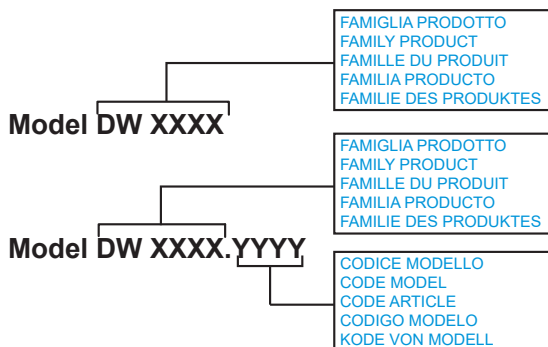 FAMIGLIA PRODOTTO
FAMILY PRODUCT
FAMILLE DU PRODUIT
FAMILIA PRODUCTO
FAMILIE DES PRODUKTES
Model DW XXXX
FAMIGLIA PRODOTTO
FAMILY PRODUCT
FAMILLE DU PRODUIT
FAMILIA PRODUCTO
FAMILIE DES PRODUKTES
Model DW XXXX.YYYY
CODICE MODELLO
CODE MODEL
CODE ARTICLE
CODIGO MODELO
KODE VON MODELL